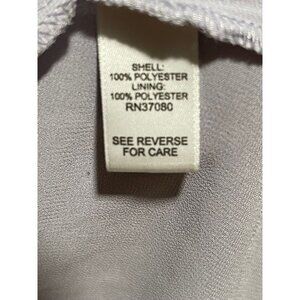 SHELL:
100% POLYESTER
LINING:
100% POLYESTER
RN37080
SEE REVERSE
FOR CARE